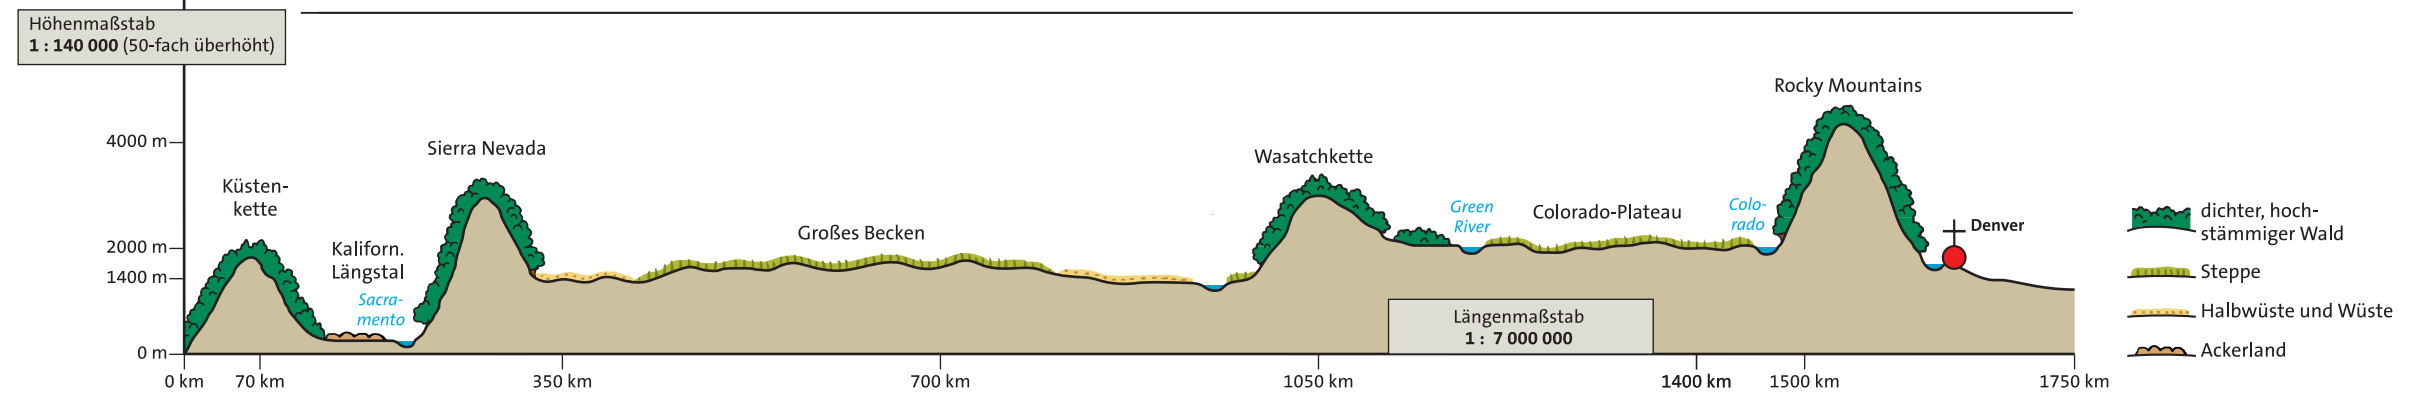 Höhenmaßstab
1 : 140 000 (50-fach überhöht)
Rocky Mountains
4000 m
Sierra Nevada
Wasatchkette
Küsten-
kette
Green
River
Colorado-Plateau
Colo-
rado
dichter, hoch-
stämmiger Wald
Denver
Großes Becken
2000 m
Kaliforn.
Längstal
1400 m
Steppe
Sacra-
mento
Halbwüste und Wüste
Längenmaßstab
1 : 7 000 000
0 m
Ackerland
0 km 70 km 350 km 700 km 1050 km 1400 km 1500 km 1750 km